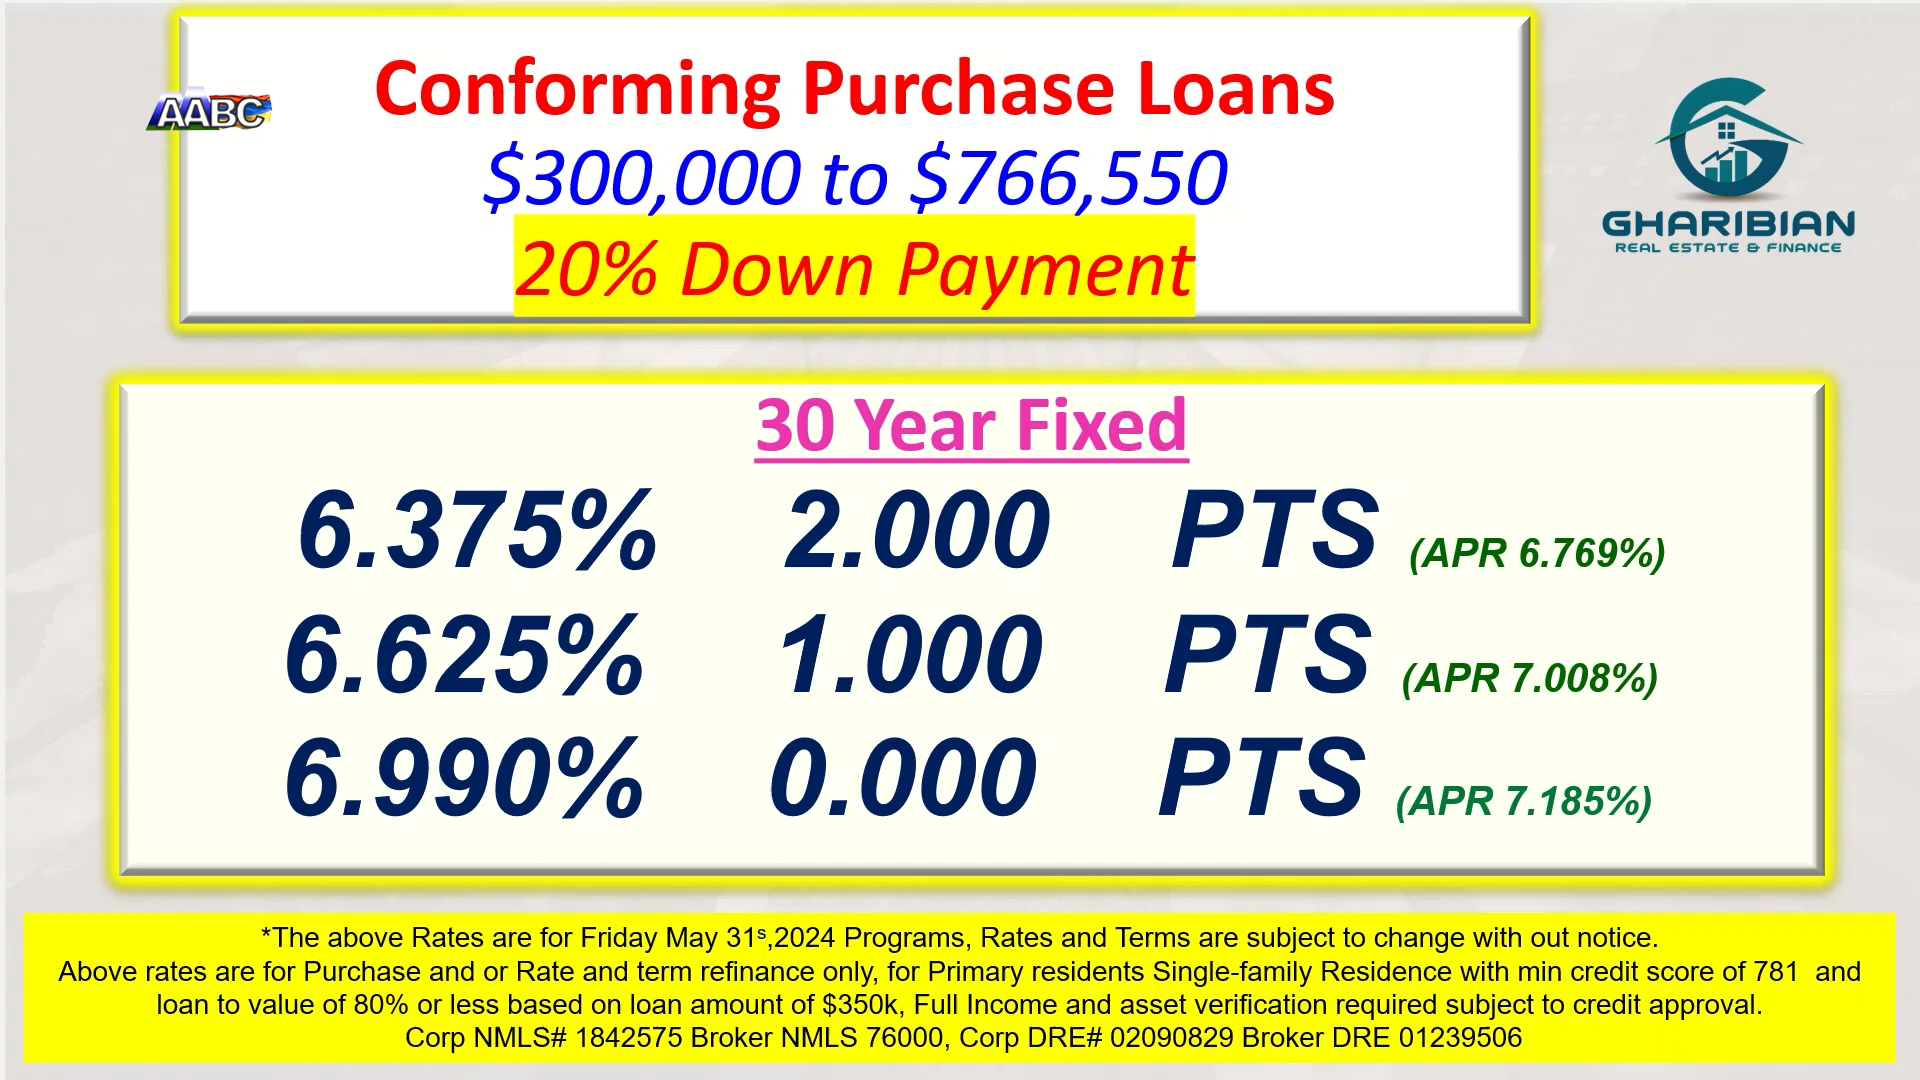 Conforming Purchase Loans
AABC
$300,000 to $766,550
20% Down Payment
GHARIBIAN
REAL ESTATE & FINANCE
30 Year Fixed
6.375% 2.000 PTS (APR 6.769%)
6.625% 1.000 PTS (APR 7.008%)
6.990% 0.000 PTS (APR 7.185%)
*The above Rates are for Friday May 31ˢ,2024 Programs, Rates and Terms are subject to change with out notice.
Above rates are for Purchase and or Rate and term refinance only, for Primary residents Single-family Residence with min credit score of 781 and
loan to value of 80% or less based on loan amount of $350k, Full Income and asset verification required subject to credit approval.
Corp NMLS# 1842575 Broker NMLS 76000, Corp DRE# 02090829 Broker DRE 01239506